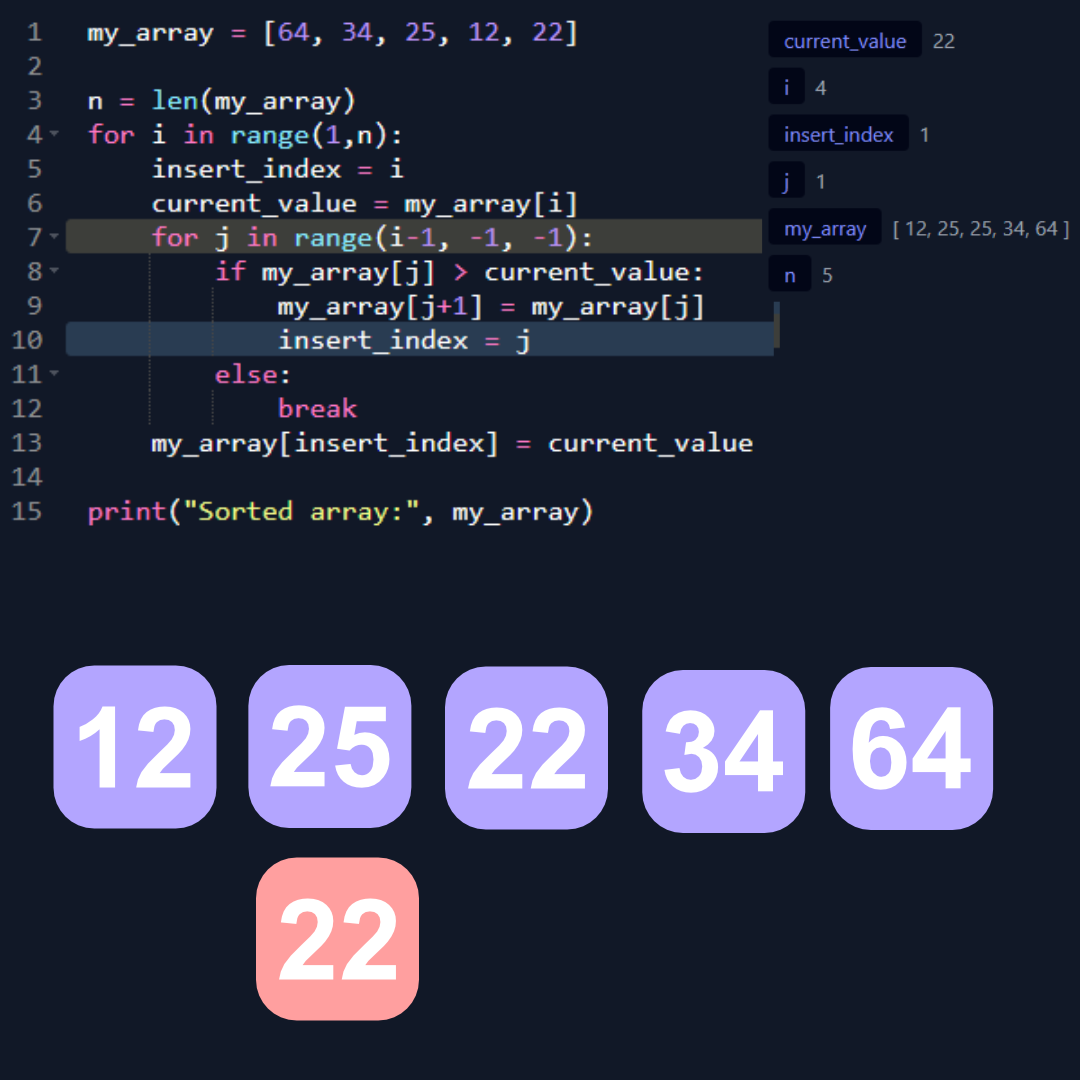 1 my_array = [64, 34, 25, 12, 22]
2
3 n = len(my_array)
4 for i in range(1,n):
5     insert_index = i
6     current_value = my_array[i]
7     for j in range(i-1, -1, -1):
8         if my_array[j] > current_value:
9             my_array[j+1] = my_array[j]
10             insert_index = j
11         else:
12             break
13     my_array[insert_index] = current_value
14
15 print("Sorted array:", my_array)
current_value 22
i 4
insert_index 1
j 1
my_array [ 12, 25, 25, 34, 64 ]
n 5
12 25 22 34 64
22